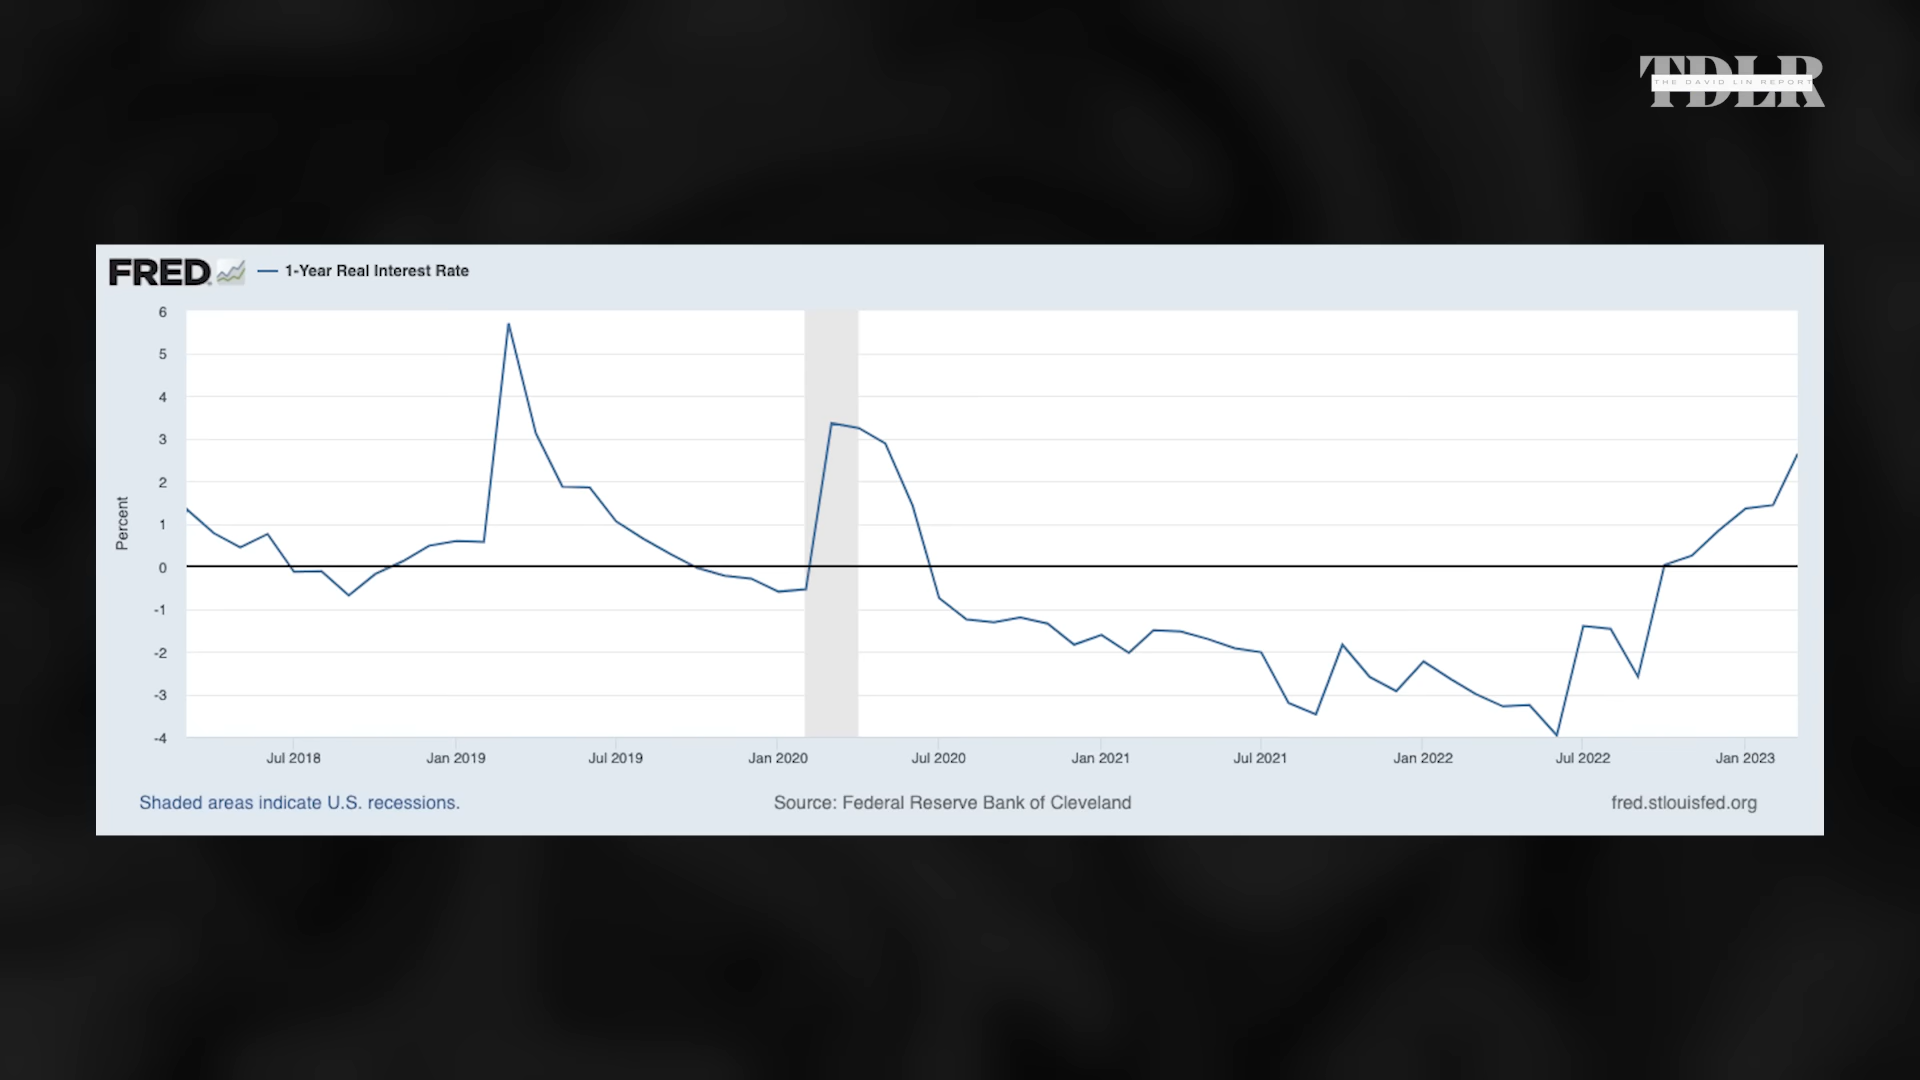 TDLR
THE DAVID LIN REPORT
FRED
1-Year Real Interest Rate
6
5
4
3
2
1
0
-1
-2
-3
-4
Percent
Jul 2018
Jan 2019
Jul 2019
Jan 2020
Jul 2020
Jan 2021
Jul 2021
Jan 2022
Jul 2022
Jan 2023
Shaded areas indicate U.S. recessions.
Source: Federal Reserve Bank of Cleveland
fred.stlouisfed.org